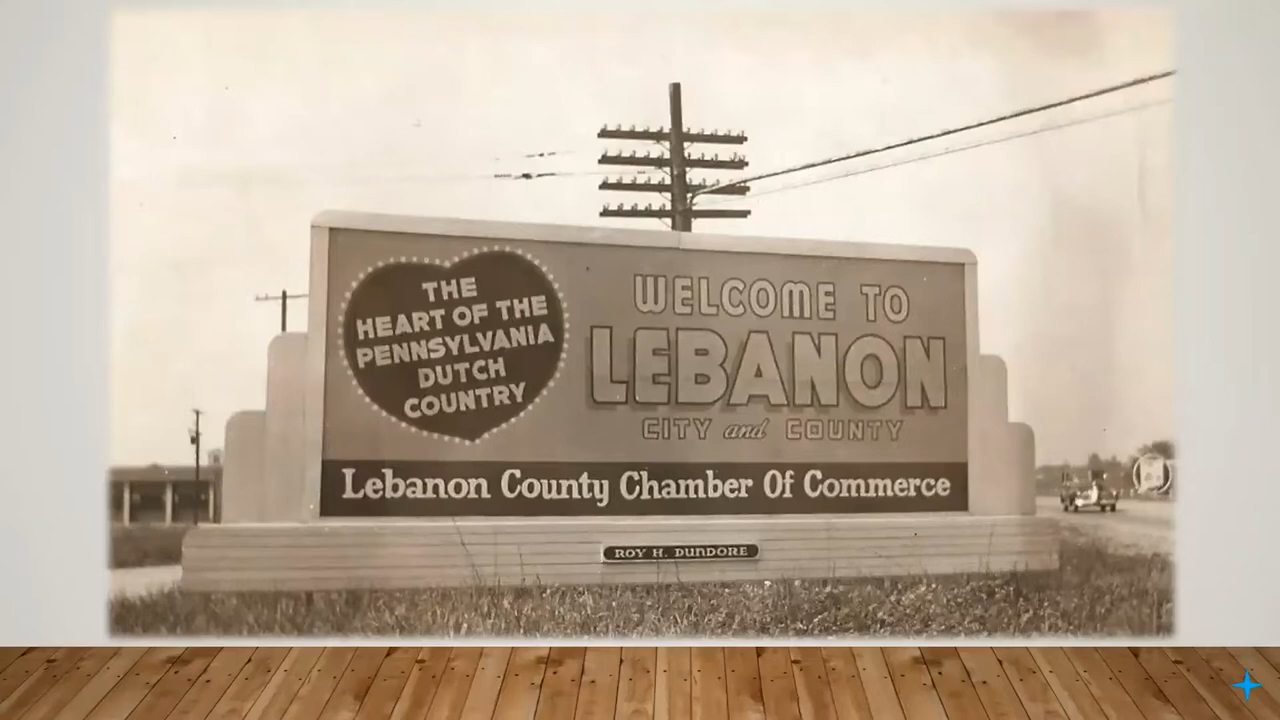 THE
HEART OF THE
PENNSYLVANIA
DUTCH
COUNTRY
WELCOME TO
LEBANON
CITY and COUNTY
Lebanon County Chamber Of Commerce
ROY H. DUNDORE